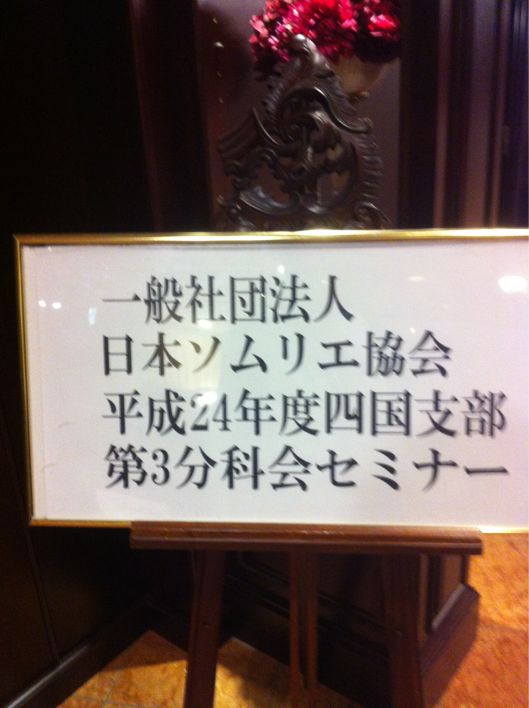 一般社団法人
日本ソムリエ協会
平成24年度四国支部
第3分科会セミナー